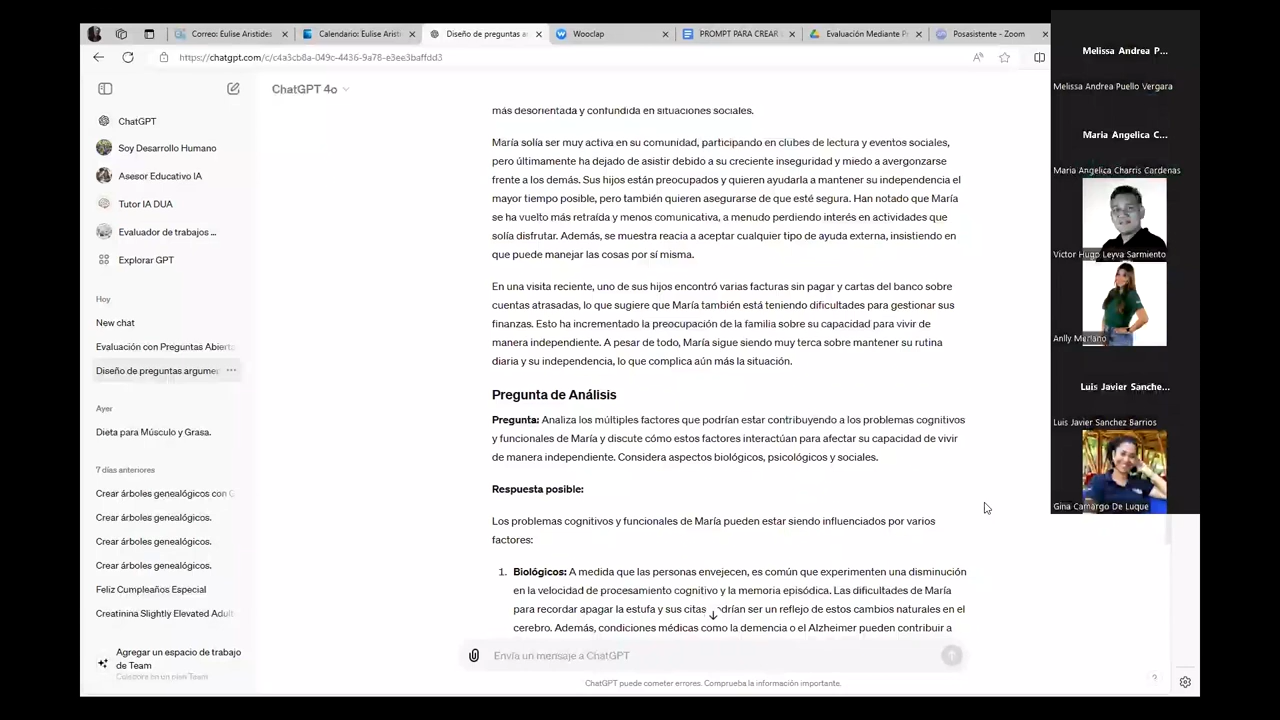 Correo: Eulise Aristides
Calendario: Eulise Arist
Diseño de preguntas a
Wooclap
PROMPT PARA CREAR
Evaluación Mediante P
Posasistente - Zoom
https://chatgpt.com/c/c4a3cb8a-049c-4436-9a78-e3ee3baffdd3
ChatGPT 4o
ChatGPT
Soy Desarrollo Humano
Asesor Educativo IA
Tutor IA DUA
Evaluador de trabajos ...
Explorar GPT
Hoy
New chat
Evaluación con Preguntas Abierta
Diseño de preguntas argumen
Ayer
Dieta para Músculo y Grasa.
7 días anteriores
Crear árboles genealógicos con G
Crear árboles genealógicos.
Crear árboles genealógicos.
Crear árboles genealógicos.
Feliz Cumpleaños Especial
Creatinina Slightly Elevated Adult
Agregar un espacio de trabajo
de Team
más desorientada y confundida en situaciones sociales.
María solía ser muy activa en su comunidad, participando en clubes de lectura y eventos sociales,
pero últimamente ha dejado de asistir debido a su creciente inseguridad y miedo a avergonzarse
frente a los demás. Sus hijos están preocupados y quieren ayudarla a mantener su independencia el
mayor tiempo posible, pero también quieren asegurarse de que esté segura. Han notado que María
se ha vuelto más retraída y menos comunicativa, a menudo perdiendo interés en actividades que
solía disfrutar. Además, se muestra reacia a aceptar cualquier tipo de ayuda externa, insistiendo en
que puede manejar las cosas por sí misma.
En una visita reciente, uno de sus hijos encontró varias facturas sin pagar y cartas del banco sobre
cuentas atrasadas, lo que sugiere que María también está teniendo dificultades para gestionar sus
finanzas. Esto ha incrementado la preocupación de la familia sobre su capacidad para vivir de
manera independiente. A pesar de todo, María sigue siendo muy terca sobre mantener su rutina
diaria y su independencia, lo que complica aún más la situación.
Pregunta de Análisis
Pregunta: Analiza los múltiples factores que podrían estar contribuyendo a los problemas cognitivos
y funcionales de María y discute cómo estos factores interactúan para afectar su capacidad de vivir
de manera independiente. Considera aspectos biológicos, psicológicos y sociales.
Respuesta posible:
Los problemas cognitivos y funcionales de María pueden estar siendo influenciados por varios
factores:
1. Biológicos: A medida que las personas envejecen, es común que experimenten una disminución
en la velocidad de procesamiento cognitivo y la memoria episódica. Las dificultades de María
para recordar apagar la estufa y sus citas drían ser un reflejo de estos cambios naturales en el
cerebro. Además, condiciones médicas como la demencia o el Alzheimer pueden contribuir a
Envía un mensaje a ChatGPT
ChatGPT puede cometer errores. Comprueba la información importante.
?
Melissa Andrea P...
Melissa Andrea Puello Vergara
Maria Angelica C...
Maria Angelica Charris Cardenas
Victor Hugo Leyva Sarmiento
Anlly Meriano
Luis Javier Sanche...
Luis Javier Sanchez Barrios
Gina Camargo De Luque